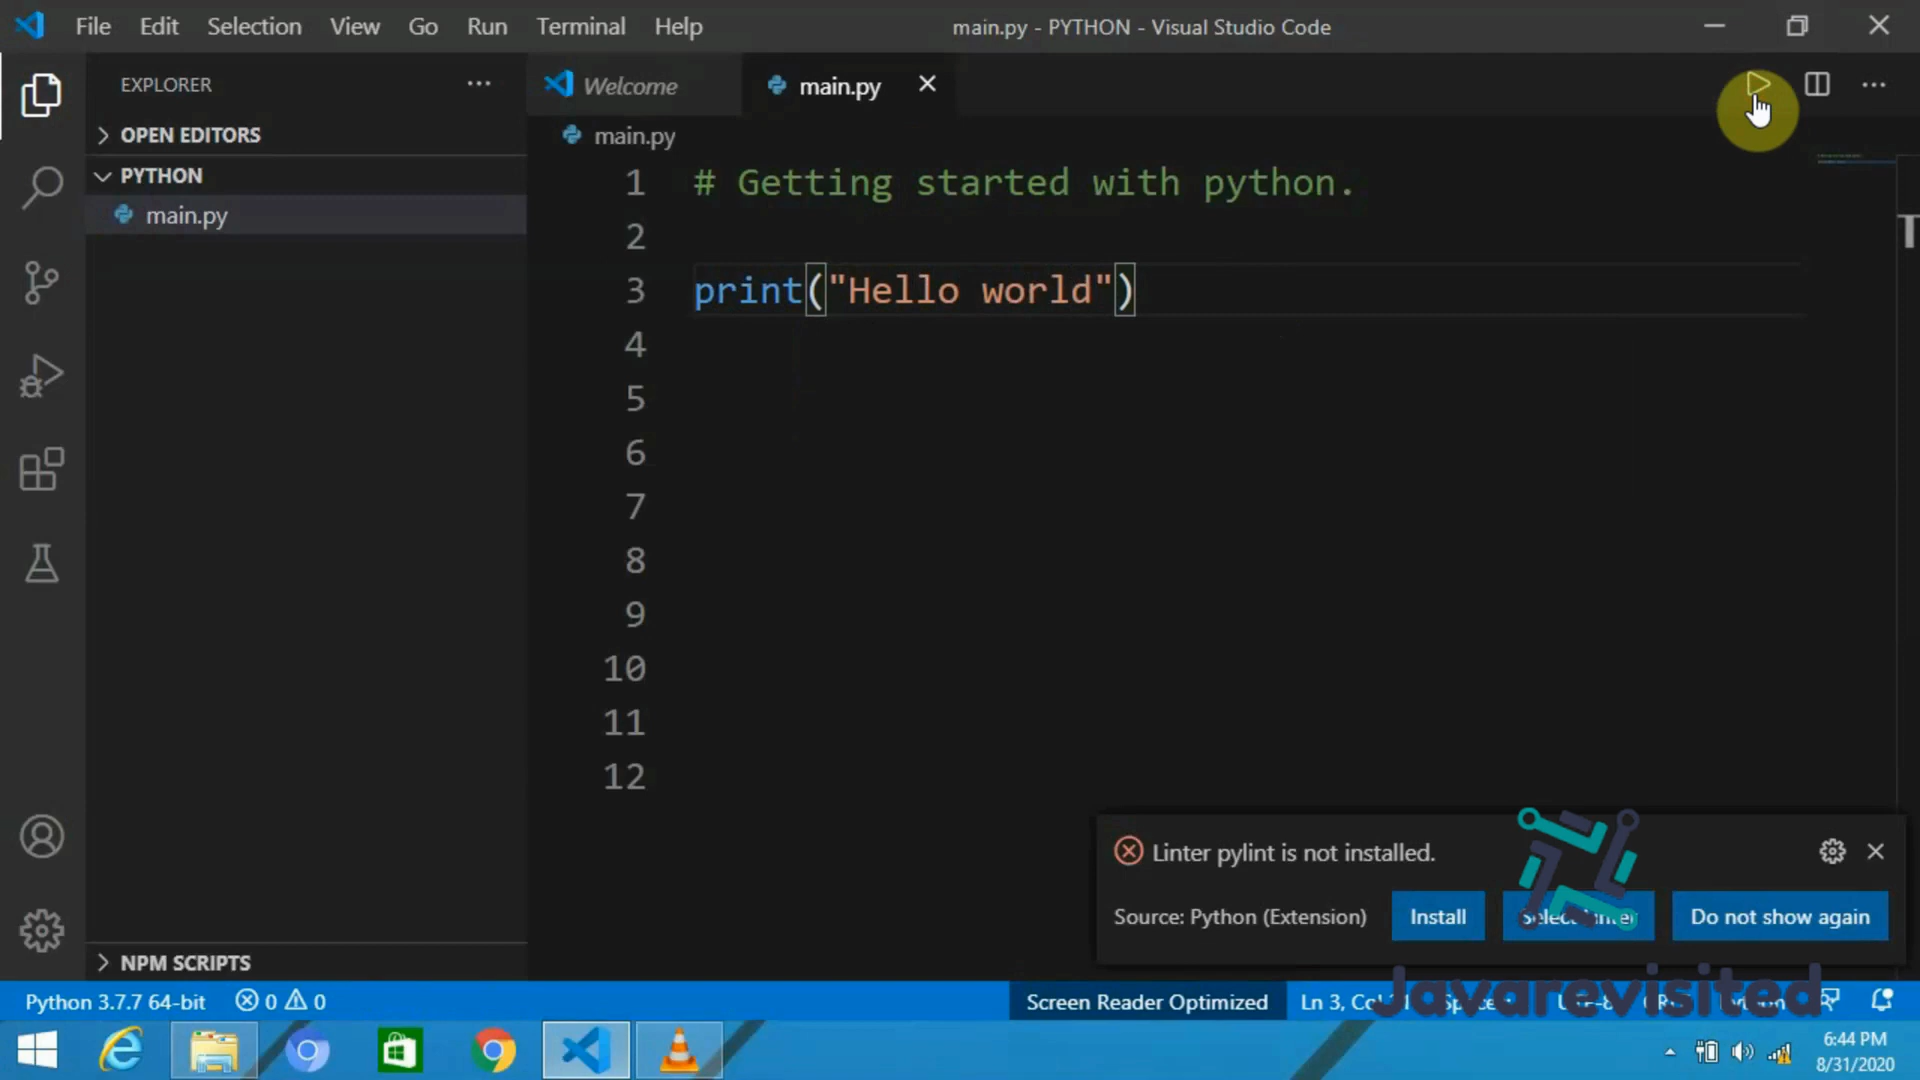 File Edit Selection View Go Run Terminal Help
main.py - PYTHON - Visual Studio Code
EXPLORER
OPEN EDITORS
PYTHON
main.py
NPM SCRIPTS
Welcome
main.py
main.py
1 # Getting started with python.
2
3 print("Hello world")
4
5
6
7
8
9
10
11
12
Linter pylint is not installed.
Source: Python (Extension)
Install
Select Linter
Do not show again
Javarevisited
Python 3.7.7 64-bit 0 0
Screen Reader Optimized
Ln 3,
6:44 PM
8/31/2020